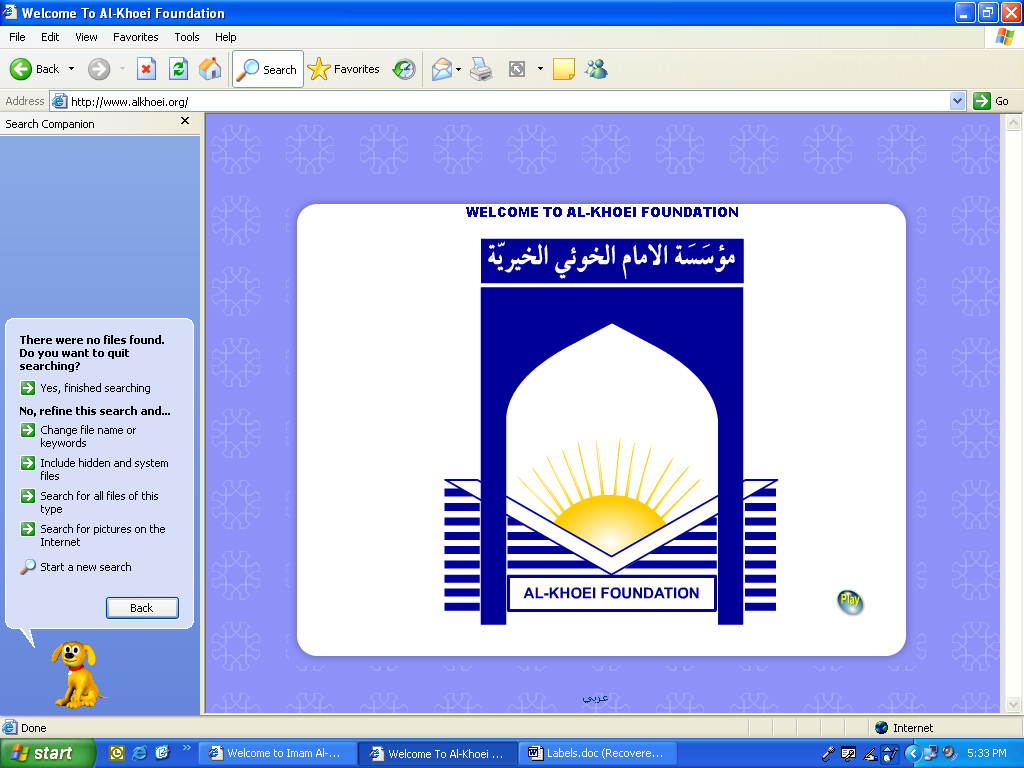 Welcome To Al-Khoei Foundation
File Edit View Favorites Tools Help
Back Search Favorites
Address http://www.alkhoei.org/ Go
Search Companion
There were no files found.
Do you want to quit
searching?
Yes, finished searching
No, refine this search and...
Change file name or
keywords
Include hidden and system
files
Search for all files of this
type
Search for pictures on the
Internet
Start a new search
Back
WELCOME TO AL-KHOEI FOUNDATION
مؤسَسَة الامام الخوئي الخيريّة
AL-KHOEI FOUNDATION
Play
عربي
Done Internet
start Welcome to Imam Al-... Welcome To Al-Khoei ... Labels.doc (Recovere... 5:33 PM